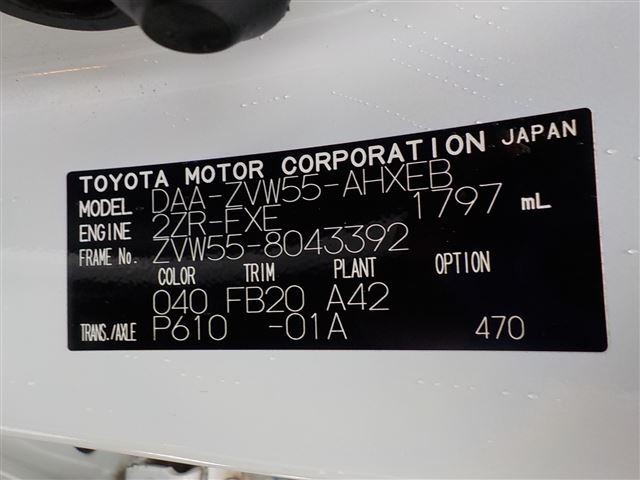 TOYOTA MOTOR CORPORATION JAPAN
MODEL DAA-ZVW55-AHXEB
ENGINE 2ZR-FXE 1797 mL
FRAME No. ZVW55-8043392
COLOR TRIM PLANT OPTION
040 FB20 A42
TRANS./AXLE P610 -01A 470